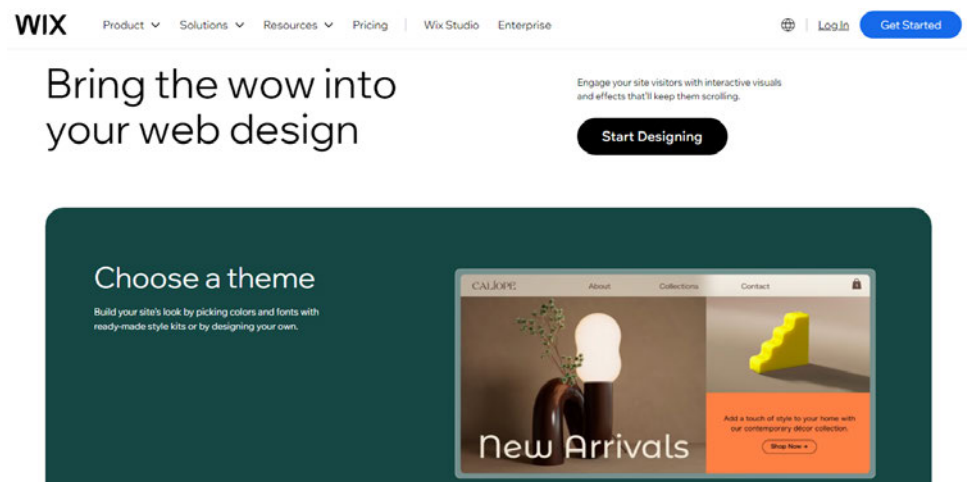 WIX
Product
Solutions
Resources
Pricing
Wix Studio
Enterprise
Log In
Get Started
Bring the wow into
your web design
Engage your site visitors with interactive visuals
and effects that'll keep them scrolling.
Start Designing
Choose a theme
Build your site's look by picking colors and fonts with
ready-made style kits or by designing your own.
CALIOPE
About
Collections
Contact
New Arrivals
Add a touch of style to your home with
our contemporary décor collection.
Shop Now →